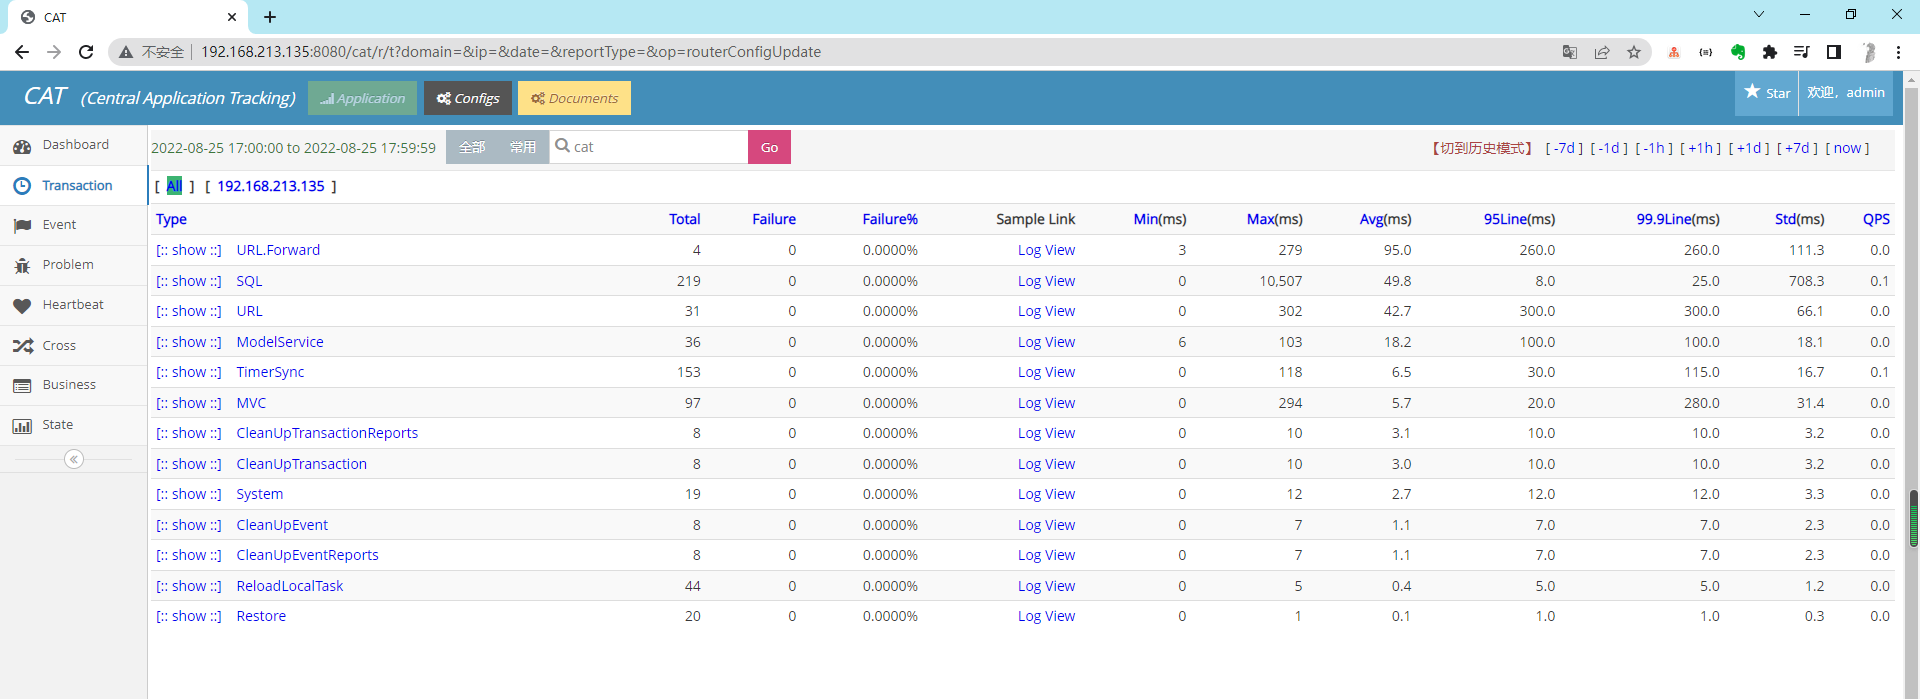 CAT
不安全 192.168.213.135:8080/cat/r/t?domain=&ip=&date=&reportType=&op=routerConfigUpdate
CAT (Central Application Tracking) Application Configs Documents Star 欢迎，admin
Dashboard
Transaction
Event
Problem
Heartbeat
Cross
Business
State
2022-08-25 17:00:00 to 2022-08-25 17:59:59 全部 常用 cat Go 【切到历史模式】 [ -7d ] [ -1d ] [ -1h ] [ +1h ] [ +1d ] [ +7d ] [ now ]
[ All ] [ 192.168.213.135 ]
Type Total Failure Failure% Sample Link Min(ms) Max(ms) Avg(ms) 95Line(ms) 99.9Line(ms) Std(ms) QPS
[:: show ::] URL.Forward 4 0 0.0000% Log View 3 279 95.0 260.0 260.0 111.3 0.0
[:: show ::] SQL 219 0 0.0000% Log View 0 10,507 49.8 8.0 25.0 708.3 0.1
[:: show ::] URL 31 0 0.0000% Log View 0 302 42.7 300.0 300.0 66.1 0.0
[:: show ::] ModelService 36 0 0.0000% Log View 6 103 18.2 100.0 100.0 18.1 0.0
[:: show ::] TimerSync 153 0 0.0000% Log View 0 118 6.5 30.0 115.0 16.7 0.1
[:: show ::] MVC 97 0 0.0000% Log View 0 294 5.7 20.0 280.0 31.4 0.0
[:: show ::] CleanUpTransactionReports 8 0 0.0000% Log View 0 10 3.1 10.0 10.0 3.2 0.0
[:: show ::] CleanUpTransaction 8 0 0.0000% Log View 0 10 3.0 10.0 10.0 3.2 0.0
[:: show ::] System 19 0 0.0000% Log View 0 12 2.7 12.0 12.0 3.3 0.0
[:: show ::] CleanUpEvent 8 0 0.0000% Log View 0 7 1.1 7.0 7.0 2.3 0.0
[:: show ::] CleanUpEventReports 8 0 0.0000% Log View 0 7 1.1 7.0 7.0 2.3 0.0
[:: show ::] ReloadLocalTask 44 0 0.0000% Log View 0 5 0.4 5.0 5.0 1.2 0.0
[:: show ::] Restore 20 0 0.0000% Log View 0 1 0.1 1.0 1.0 0.3 0.0